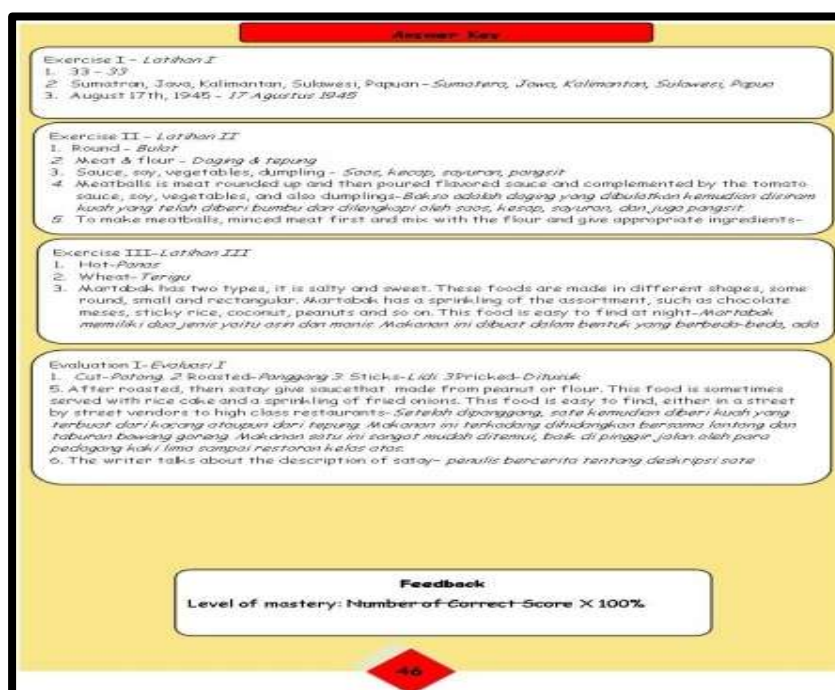 Answer Key
Exercise I - Latihan I
1. 33 - 33
2. Sumatran, Java, Kalimantan, Sulawesi, Papuan - Sumatera, Jawa, Kalimantan, Sulawesi, Papua
3. August 17th, 1945 - 17 Agustus 1945
Exercise II - Latihan II
1. Round - Bulat
2. Meat & flour - Daging & tepung
3. Sauce, soy, vegetables, dumpling - Saos, kecap, sayuran, pangsit
4. Meatballs is meat rounded up and then poured flavored sauce and complemented by the tomato
sauce, soy, vegetables, and also dumplings-Bakso adalah daging yang dibulatkan kemudian disiram
kuah yang telah diberi bumbu dan dilengkapi oleh saos, kesap, sayuran, dan juga pangsit.
5. To make meatballs, minced meat first and mix with the flour and give appropriate ingredients-
Exercise III-Latihan III
1. Hot-Panas
2. Wheat-Terigu
3. Martabak has two types, it is salty and sweet. These foods are made in different shapes, some
round, small and rectangular. Martabak has a sprinkling of the assortment, such as chocolate
meses, sticky rice, coconut, peanuts and so on. This food is easy to find at night-Martabak
memiliki dua jenis yaitu asin dan manis. Makanan ini dibuat dalam bentuk yang berbeda-beda, ada
Evaluation I-Evaluasi I
1. Cut-Potong 2 Roasted-Panggang 3 Sticks-Lidi 3Pricked-Ditusuk
5. After roasted, then satay give saucethat made from peanut or flour. This food is sometimes
served with rice cake and a sprinkling of fried onions. This food is easy to find, either in a street
by street vendors to high class restaurants-Setelah dipanggang, sate kemudian diberi kuah yang
terbuat dari kacang ataupun dari tepung. Makanan ini terkadang dihidangkan bersama lontong dan
taburan bawang goreng. Makanan satu ini sangat mudah ditemui, baik di pinggir jalan oleh para
pedagang kaki lima sampai restoran kelas atas.
6. The writer talks about the description of satay- penulis bercerita tentang deskripsi sate
Feedback
Level of mastery: Number of Correct Score X 100%
46